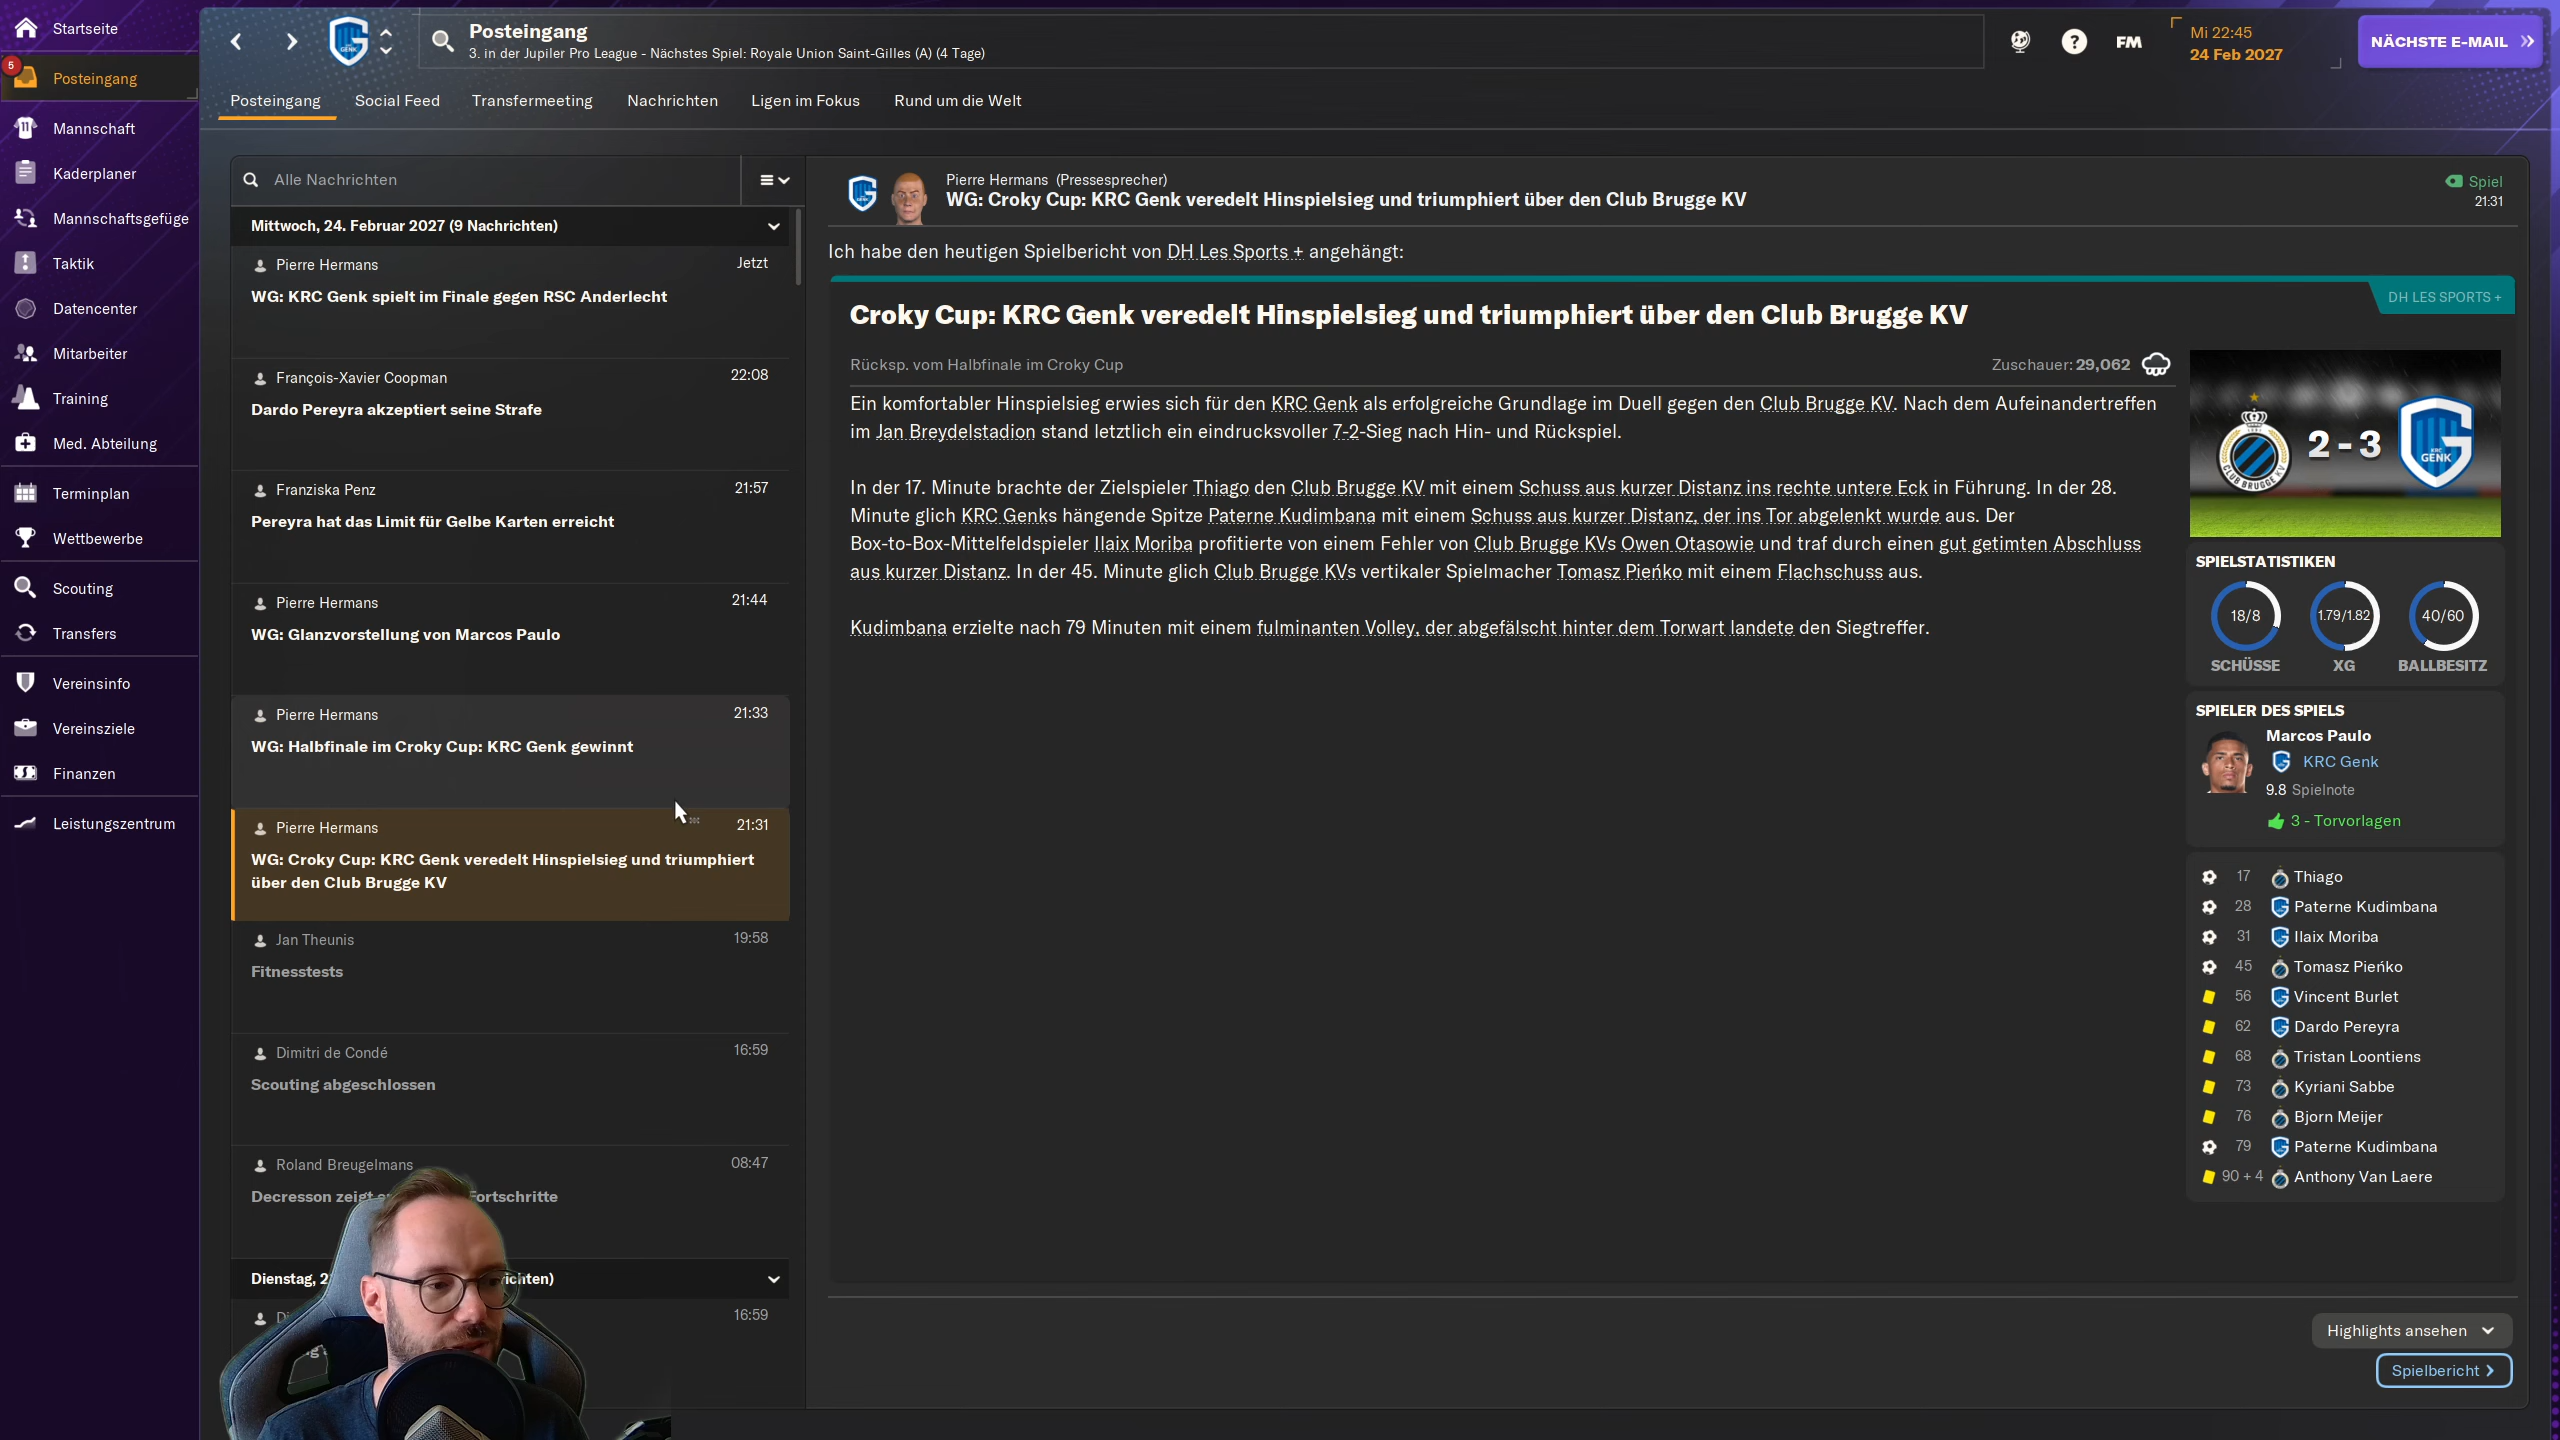 Startseite
5
Posteingang
Mannschaft
Kaderplaner
Mannschaftsgefüge
Taktik
Datencenter
Mitarbeiter
Training
Med. Abteilung
Terminplan
Wettbewerbe
Scouting
Transfers
Vereinsinfo
Vereinsziele
Finanzen
Leistungszentrum
Posteingang
3. in der Jupiler Pro League - Nächstes Spiel: Royale Union Saint-Gilles (A) (4 Tage)
FM
Mi 22:45
24 Feb 2027
NÄCHSTE E-MAIL
Posteingang Social Feed Transfermeeting Nachrichten Ligen im Fokus Rund um die Welt
Alle Nachrichten
Mittwoch, 24. Februar 2027 (9 Nachrichten)
Pierre Hermans Jetzt
WG: KRC Genk spielt im Finale gegen RSC Anderlecht
François-Xavier Coopman 22:08
Dardo Pereyra akzeptiert seine Strafe
Franziska Penz 21:57
Pereyra hat das Limit für Gelbe Karten erreicht
Pierre Hermans 21:44
WG: Glanzvorstellung von Marcos Paulo
Pierre Hermans 21:33
WG: Halbfinale im Croky Cup: KRC Genk gewinnt
Pierre Hermans 21:31
WG: Croky Cup: KRC Genk veredelt Hinspielsieg und triumphiert
über den Club Brugge KV
Jan Theunis 19:58
Fitnesstests
Dimitri de Condé 16:59
Scouting abgeschlossen
Roland Breugelmans 08:47
Decresson zeigt Fortschritte
Dienstag, 16:59
Pierre Hermans (Pressesprecher)
WG: Croky Cup: KRC Genk veredelt Hinspielsieg und triumphiert über den Club Brugge KV
Spiel
21:31
Ich habe den heutigen Spielbericht von DH Les Sports + angehängt:
DH LES SPORTS +
Croky Cup: KRC Genk veredelt Hinspielsieg und triumphiert über den Club Brugge KV
Rücksp. vom Halbfinale im Croky Cup
Zuschauer: 29,062
Ein komfortabler Hinspielsieg erwies sich für den KRC Genk als erfolgreiche Grundlage im Duell gegen den Club Brugge KV. Nach dem Aufeinandertreffen
im Jan Breydelstadion stand letztlich ein eindrucksvoller 7-2-Sieg nach Hin- und Rückspiel.
In der 17. Minute brachte der Zielspieler Thiago den Club Brugge KV mit einem Schuss aus kurzer Distanz ins rechte untere Eck in Führung. In der 28.
Minute glich KRC Genks hängende Spitze Paterne Kudimbana mit einem Schuss aus kurzer Distanz, der ins Tor abgelenkt wurde aus. Der
Box-to-Box-Mittelfeldspieler Ilaix Moriba profitierte von einem Fehler von Club Brugge KVs Owen Otasowie und traf durch einen gut getimten Abschluss
aus kurzer Distanz. In der 45. Minute glich Club Brugge KVs vertikaler Spielmacher Tomasz Pieńko mit einem Flachschuss aus.
Kudimbana erzielte nach 79 Minuten mit einem fulminanten Volley, der abgefälscht hinter dem Torwart landete den Siegtreffer.
2 - 3
CLUB BRUGGE KV
KRC GENK
SPIELSTATISTIKEN
18/8 1.79/1.82 40/60
SCHÜSSE XG BALLBESITZ
SPIELER DES SPIELS
Marcos Paulo
KRC Genk
9.8 Spielnote
3 - Torvorlagen
17 Thiago
28 Paterne Kudimbana
31 Ilaix Moriba
45 Tomasz Pieńko
56 Vincent Burlet
62 Dardo Pereyra
68 Tristan Loontiens
73 Kyriani Sabbe
76 Bjorn Meijer
79 Paterne Kudimbana
90 + 4 Anthony Van Laere
Highlights ansehen
Spielbericht